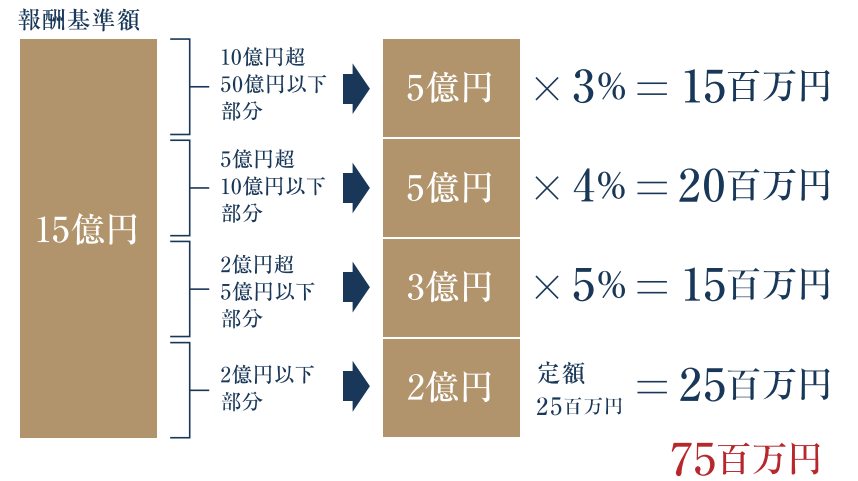 報酬基準額
15億円
10億円超
50億円以下
部分
5億円
× 3% = 15百万円
5億円超
10億円以下
部分
5億円
× 4% = 20百万円
2億円超
5億円以下
部分
3億円
× 5% = 15百万円
2億円以下
部分
2億円
定額
25百万円
= 25百万円
75百万円